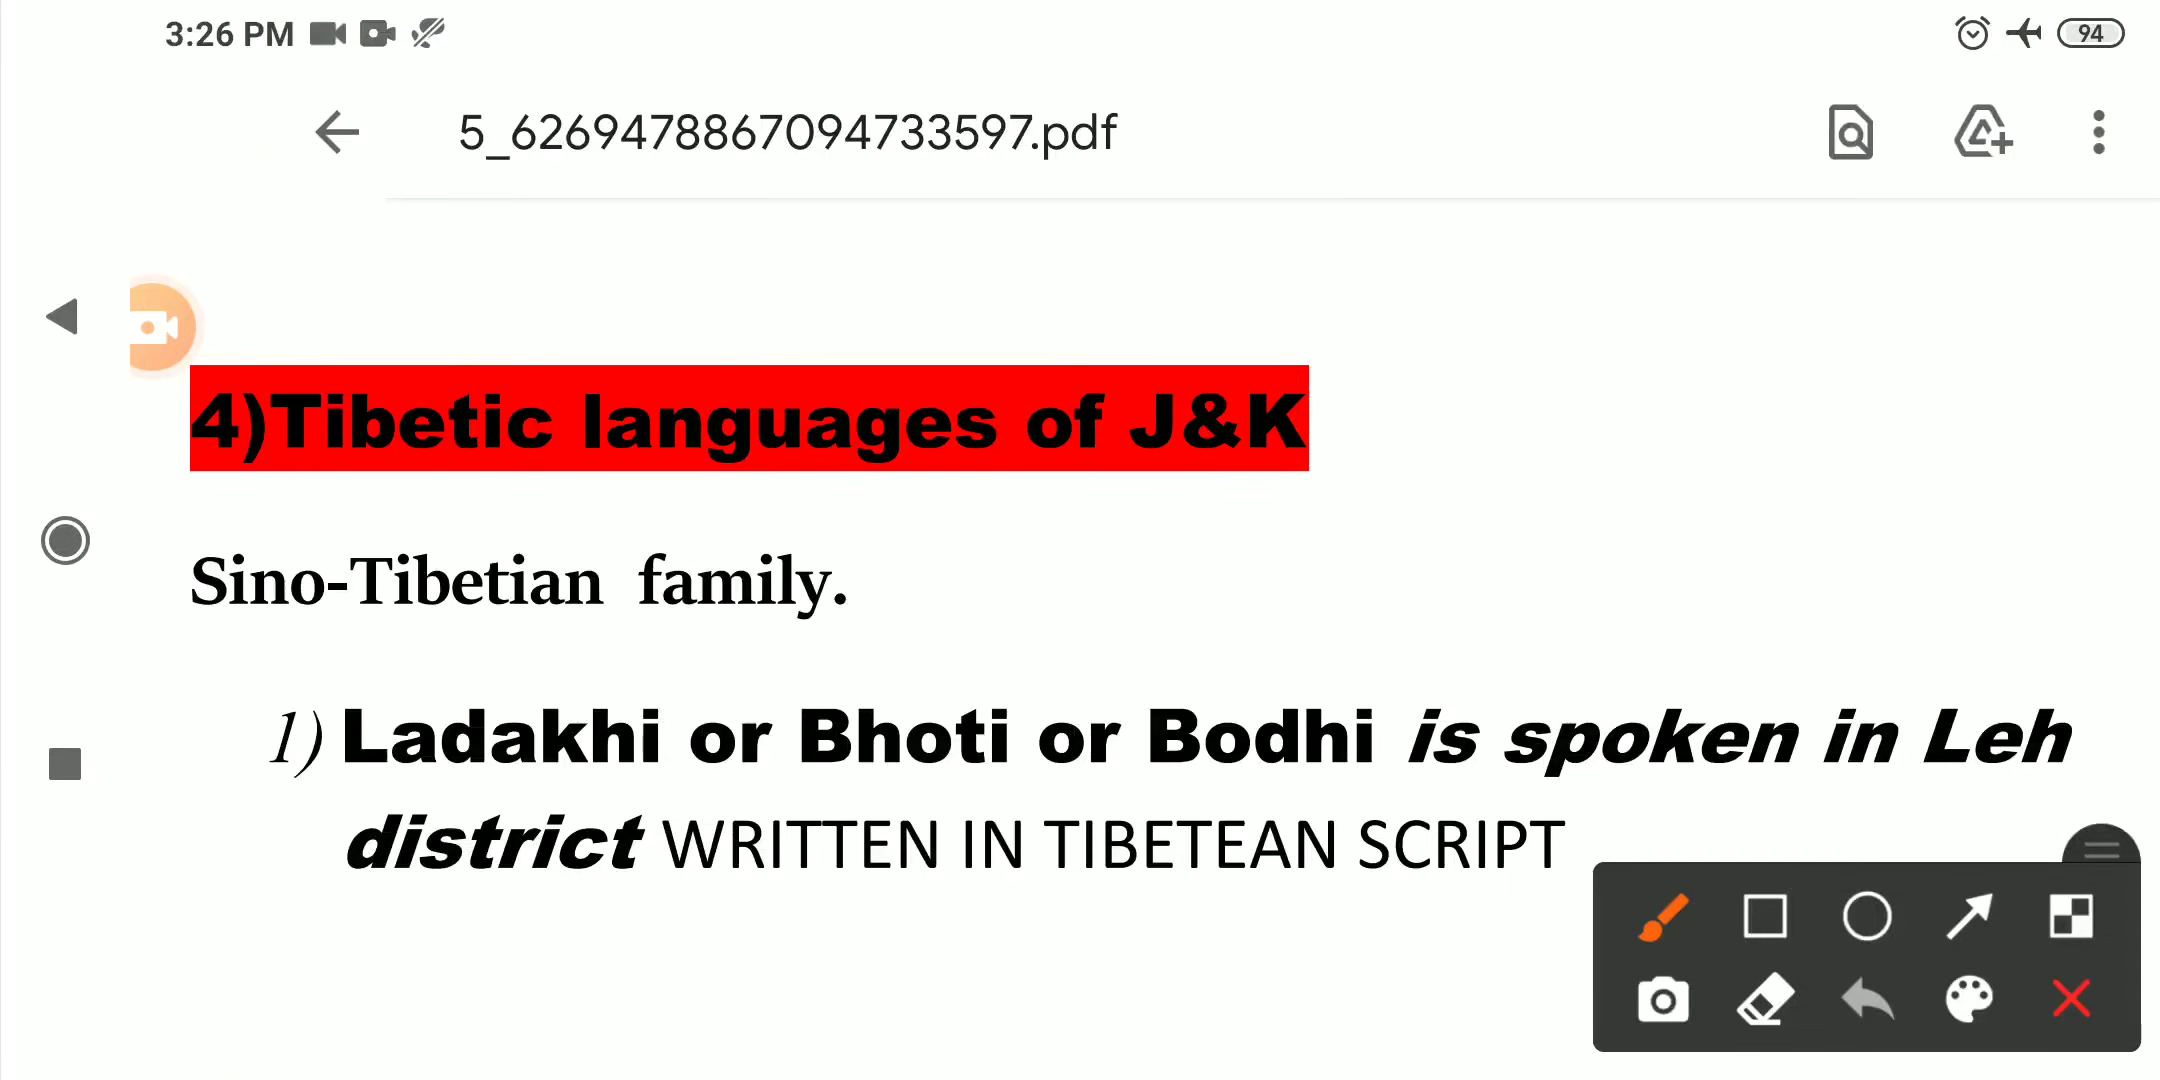 3:26 PM
94
5_6269478867094733597.pdf
4)Tibetic languages of J&K
Sino-Tibetian family.
1) Ladakhi or Bhoti or Bodhi is spoken in Leh
district WRITTEN IN TIBETEAN SCRIPT